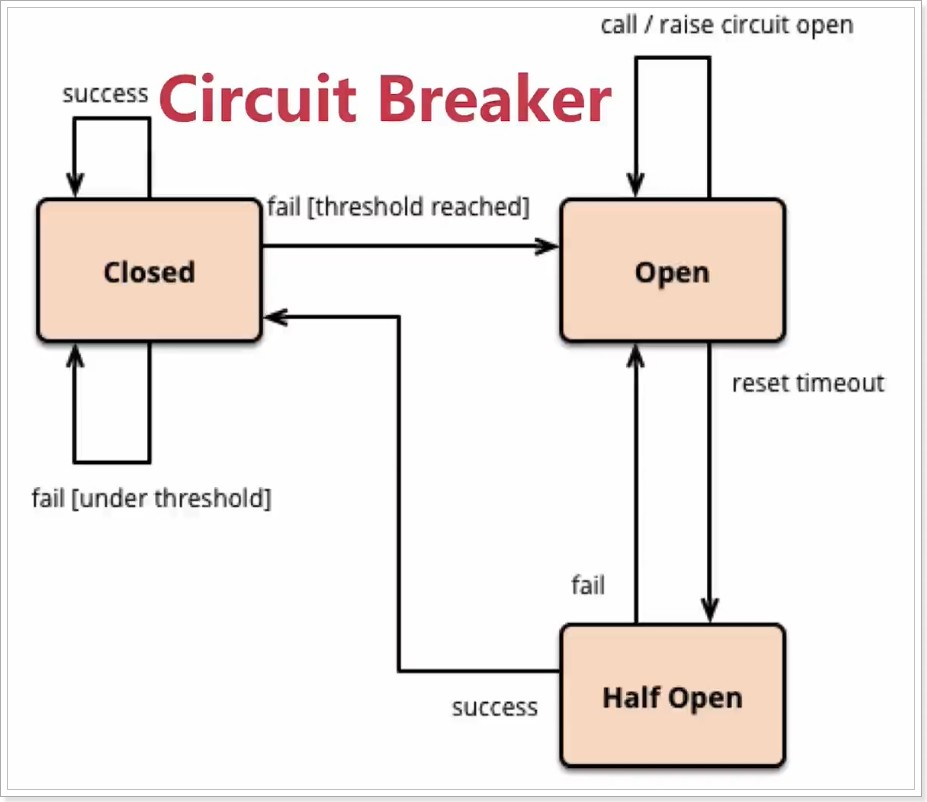 call / raise circuit open
success
Circuit Breaker
fail [threshold reached]
Closed
Open
reset timeout
fail [under threshold]
fail
Half Open
success